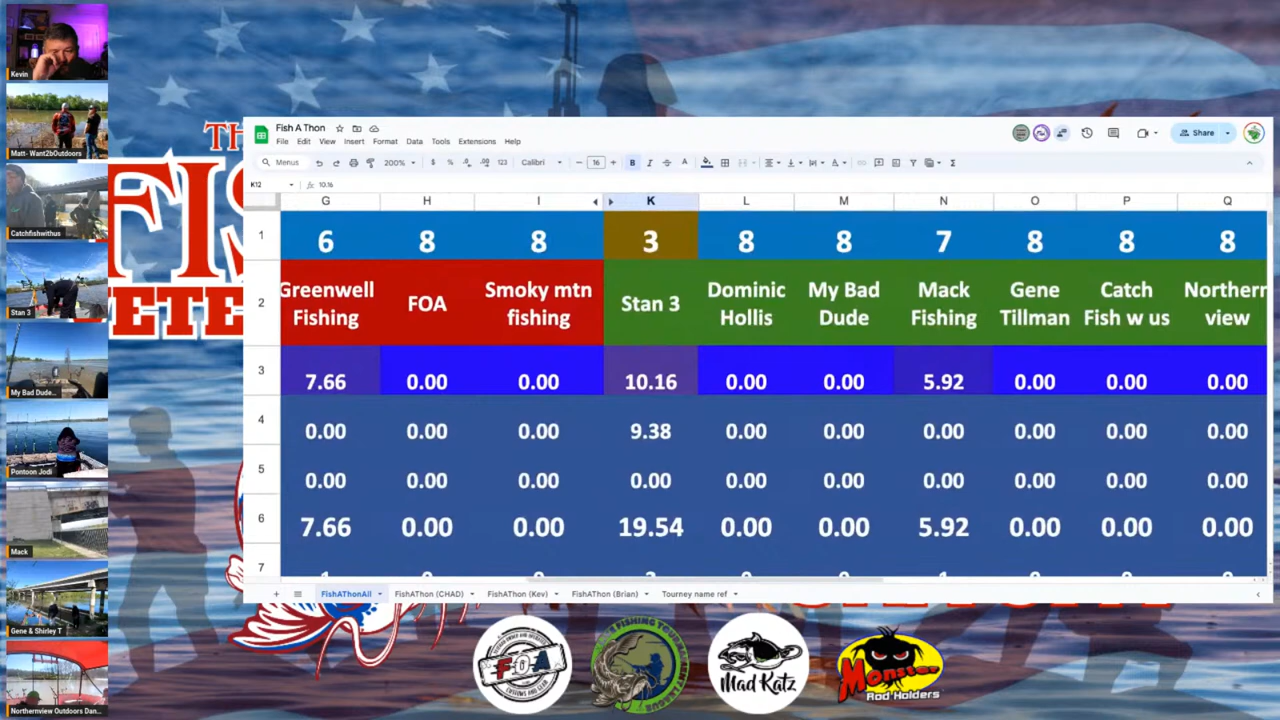 Kevin
Matt- Want2bOutdoors
Catchfishwithus
Stan 3
My Bad Dude...
Pontoon Jodi
Mack
Gene & Shirley T
Northernview Outdoors Dan...
TH
FIS
ETE
Fish A Thon
File Edit View Insert Format Data Tools Extensions Help
Share
Menus 200% $ % .0 .00 123 Calibri - 16 + B I A
K12 fx 10.16
G H I K L M N O P Q
1 6 8 8 3 8 8 7 8 8 8
2 Greenwell Fishing FOA Smoky mtn fishing Stan 3 Dominic Hollis My Bad Dude Mack Fishing Gene Tillman Catch Fish w us Northern view
3 7.66 0.00 0.00 10.16 0.00 0.00 5.92 0.00 0.00 0.00
4 0.00 0.00 0.00 9.38 0.00 0.00 0.00 0.00 0.00 0.00
5 0.00 0.00 0.00 0.00 0.00 0.00 0.00 0.00 0.00 0.00
6 7.66 0.00 0.00 19.54 0.00 0.00 5.92 0.00 0.00 0.00
7
+ FishAThonAll FishAThon (CHAD) FishAThon (Kev) FishAThon (Brian) Tourney name ref
FOA
Mad Katz
Monster
Rod Holders